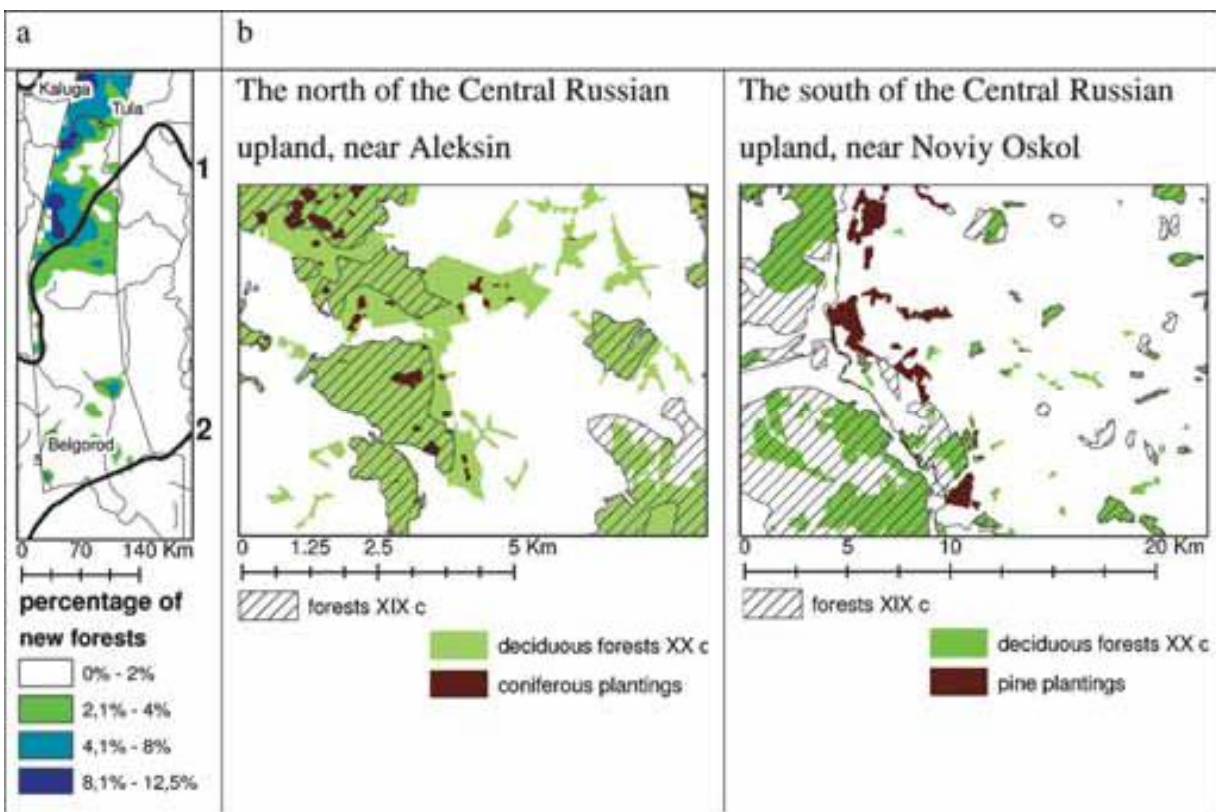 a
b
Kaluga
Tula
1
2
Belgorod
0 70 140 Km
percentage of
new forests
0% - 2%
2,1% - 4%
4,1% - 8%
8,1% - 12,5%
The north of the Central Russian
upland, near Aleksin
0 1.25 2.5 5 Km
forests XIX c
deciduous forests XX c
coniferous plantings
The south of the Central Russian
upland, near Noviy Oskol
0 5 10 20 Km
forests XIX c
deciduous forests XX c
pine plantings